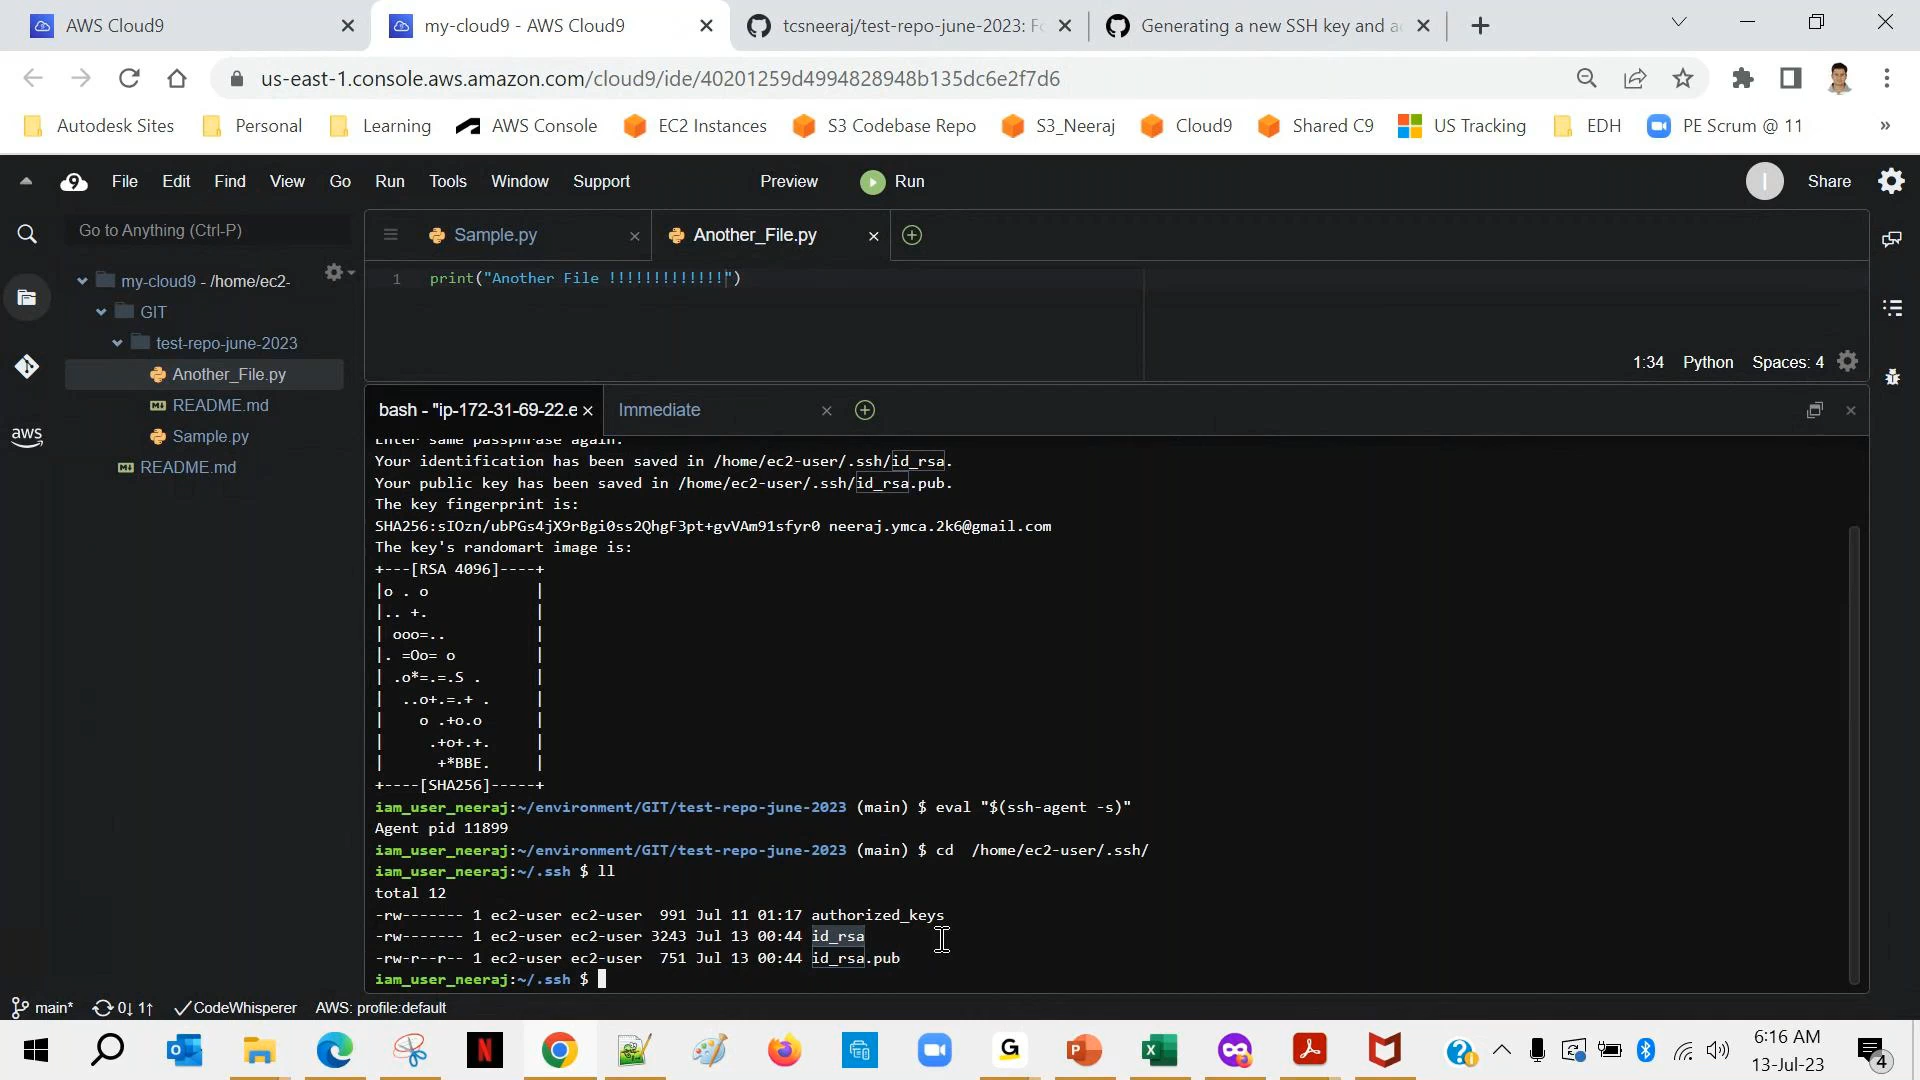 AWS Cloud9
my-cloud9 - AWS Cloud9
tcsneeraj/test-repo-june-2023: Fo
Generating a new SSH key and ad
us-east-1.console.aws.amazon.com/cloud9/ide/40201259d4994828948b135dc6e2f7d6
Autodesk Sites
Personal
Learning
AWS Console
EC2 Instances
S3 Codebase Repo
S3_Neeraj
Cloud9
Shared C9
US Tracking
EDH
PE Scrum @ 11
»
9 File Edit Find View Go Run Tools Window Support Preview Run
I Share
Go to Anything (Ctrl-P)
Sample.py
Another_File.py
1 print("Another File !!!!!!!!!!!!!")
my-cloud9 - /home/ec2-
GIT
test-repo-june-2023
Another_File.py
README.md
Sample.py
README.md
aws
1:34 Python Spaces: 4
bash - "ip-172-31-69-22.e
Immediate
Enter same passphrase again:
Your identification has been saved in /home/ec2-user/.ssh/id_rsa.
Your public key has been saved in /home/ec2-user/.ssh/id_rsa.pub.
The key fingerprint is:
SHA256:sIOzn/ubPGs4jX9rBgi0ss2QhgF3pt+gvVAm91sfyr0 neeraj.ymca.2k6@gmail.com
The key's randomart image is:
+---[RSA 4096]----+
|o . o            |
|.. +.            |
| ooo=..          |
|. =Oo= o         |
| .o*=.=.S .      |
|  ..o+.=.+ .     |
|    o .+o.o      |
|     .+o+.+.     |
|      +*BBE.     |
+----[SHA256]-----+
iam_user_neeraj:~/environment/GIT/test-repo-june-2023 (main) $ eval "$(ssh-agent -s)"
Agent pid 11899
iam_user_neeraj:~/environment/GIT/test-repo-june-2023 (main) $ cd  /home/ec2-user/.ssh/
iam_user_neeraj:~/.ssh $ ll
total 12
-rw------- 1 ec2-user ec2-user  991 Jul 11 01:17 authorized_keys
-rw------- 1 ec2-user ec2-user 3243 Jul 13 00:44 id_rsa
-rw-r--r-- 1 ec2-user ec2-user  751 Jul 13 00:44 id_rsa.pub
iam_user_neeraj:~/.ssh $
main* 0↓ 1↑ ✓CodeWhisperer AWS: profile:default
6:16 AM
13-Jul-23
4